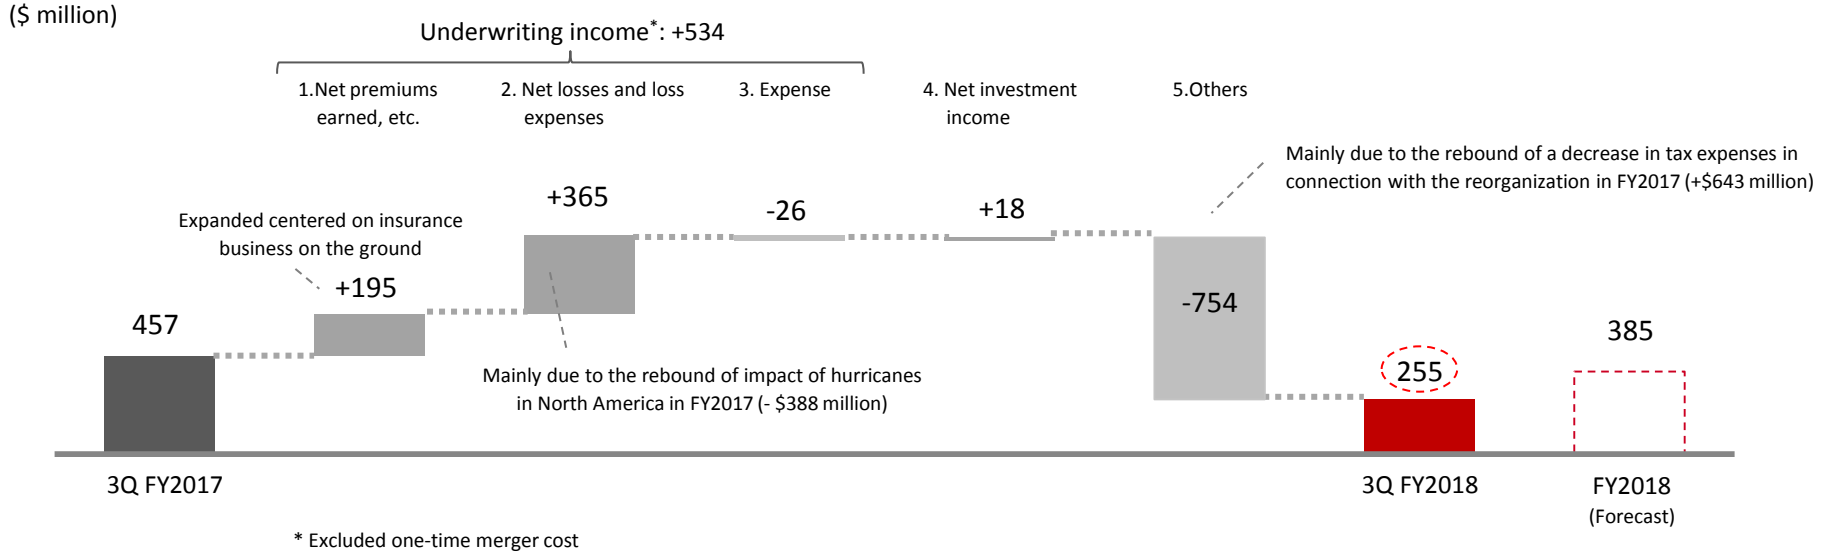 ($ million)
Underwriting income*: +534
1.Net premiums
earned, etc.
2. Net losses and loss
expenses
3. Expense
4. Net investment
income
5.Others
Mainly due to the rebound of a decrease in tax expenses in
connection with the reorganization in FY2017 (+$643 million)
Expanded centered on insurance
business on the ground
+365
-26
+18
+195
457
-754
385
255
Mainly due to the rebound of impact of hurricanes
in North America in FY2017 (- $388 million)
3Q FY2017
3Q FY2018
FY2018
(Forecast)
* Excluded one-time merger cost